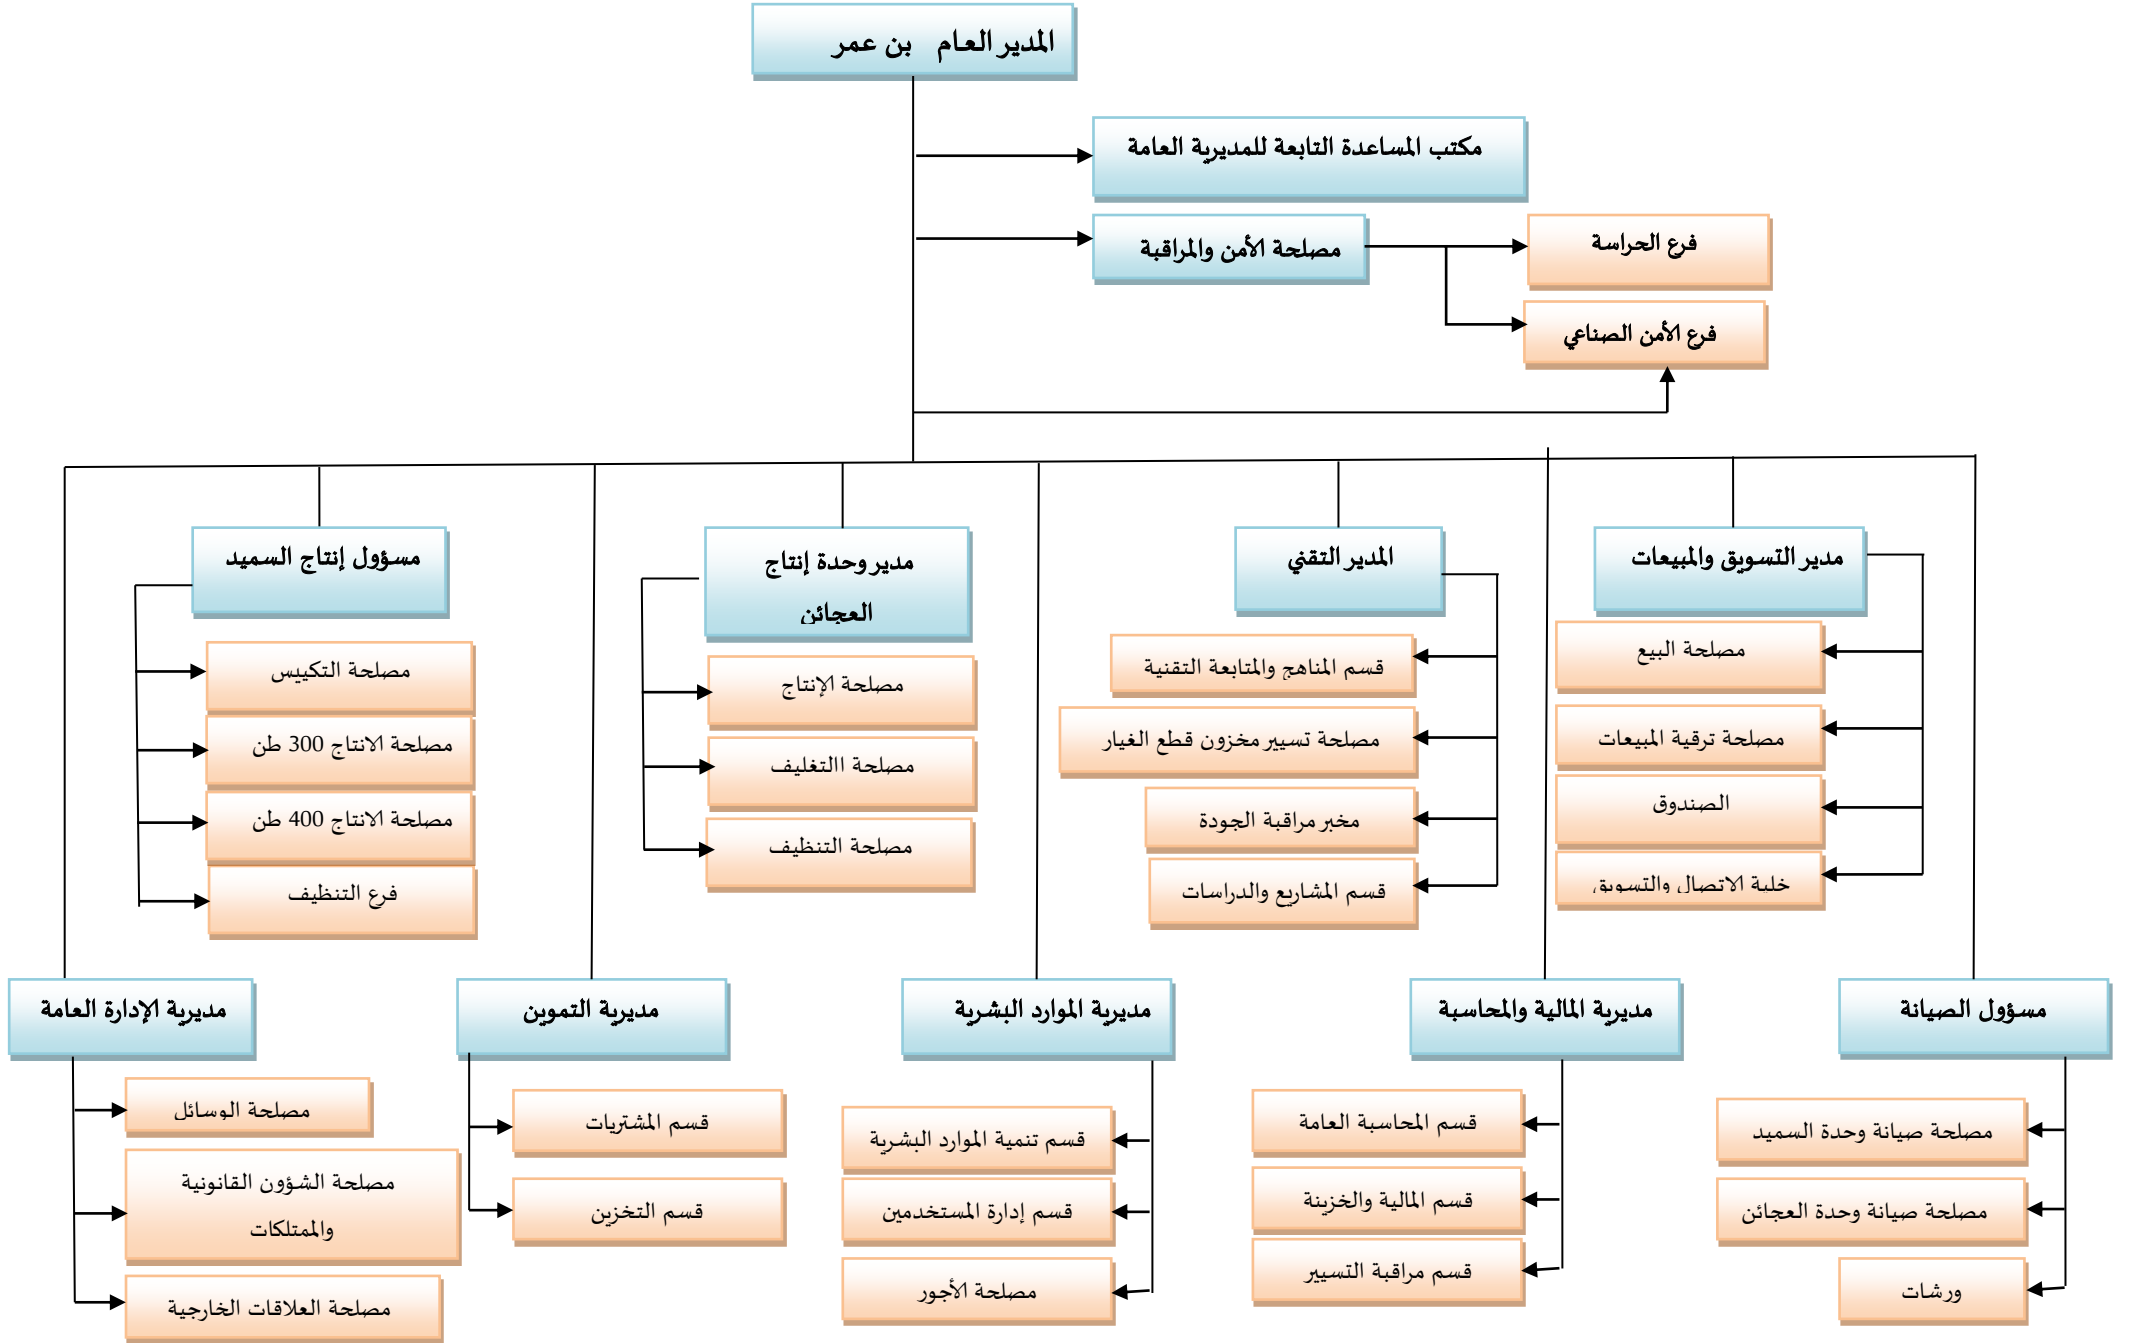 المدير العام بن عمر
مكتب المساعدة التابعة للمديرية العامة
مصلحة الأمن والمراقبة
فرع الحراسة
فرع الأمن الصناعي
مدير التسويق والمبيعات
مصلحة البيع
مصلحة ترقية المبيعات
الصندوق
خلية الاتصال والتسويق
المدير التقني
قسم المناهج والمتابعة التقنية
مصلحة تسيير مخزون قطع الغيار
مخبر مراقبة الجودة
قسم المشاريع والدراسات
مدير وحدة إنتاج
العجائن
مصلحة الإنتاج
مصلحة االتغليف
مصلحة التنظيف
مسؤول إنتاج السميد
مصلحة التكييس
مصلحة الانتاج 300 طن
مصلحة الانتاج 400 طن
فرع التنظيف
مسؤول الصيانة
مصلحة صيانة وحدة السميد
مصلحة صيانة وحدة العجائن
ورشات
مديرية المالية والمحاسبة
قسم المحاسبة العامة
قسم المالية والخزينة
قسم مراقبة التسيير
مديرية الموارد البشرية
قسم تنمية الموارد البشرية
قسم إدارة المستخدمين
مصلحة الأجور
مديرية التموين
قسم المشتريات
قسم التخزين
مديرية الإدارة العامة
مصلحة الوسائل
مصلحة الشؤون القانونية
والممتلكات
مصلحة العلاقات الخارجية